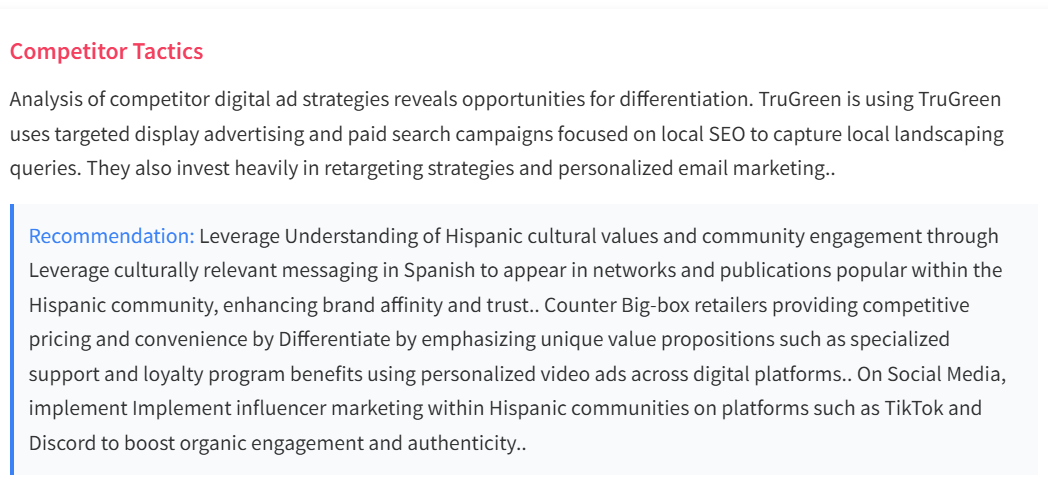 Competitor Tactics
Analysis of competitor digital ad strategies reveals opportunities for differentiation. TruGreen is using TruGreen
uses targeted display advertising and paid search campaigns focused on local SEO to capture local landscaping
queries. They also invest heavily in retargeting strategies and personalized email marketing..
Recommendation: Leverage Understanding of Hispanic cultural values and community engagement through
Leverage culturally relevant messaging in Spanish to appear in networks and publications popular within the
Hispanic community, enhancing brand affinity and trust.. Counter Big-box retailers providing competitive
pricing and convenience by Differentiate by emphasizing unique value propositions such as specialized
support and loyalty program benefits using personalized video ads across digital platforms.. On Social Media,
implement Implement influencer marketing within Hispanic communities on platforms such as TikTok and
Discord to boost organic engagement and authenticity..